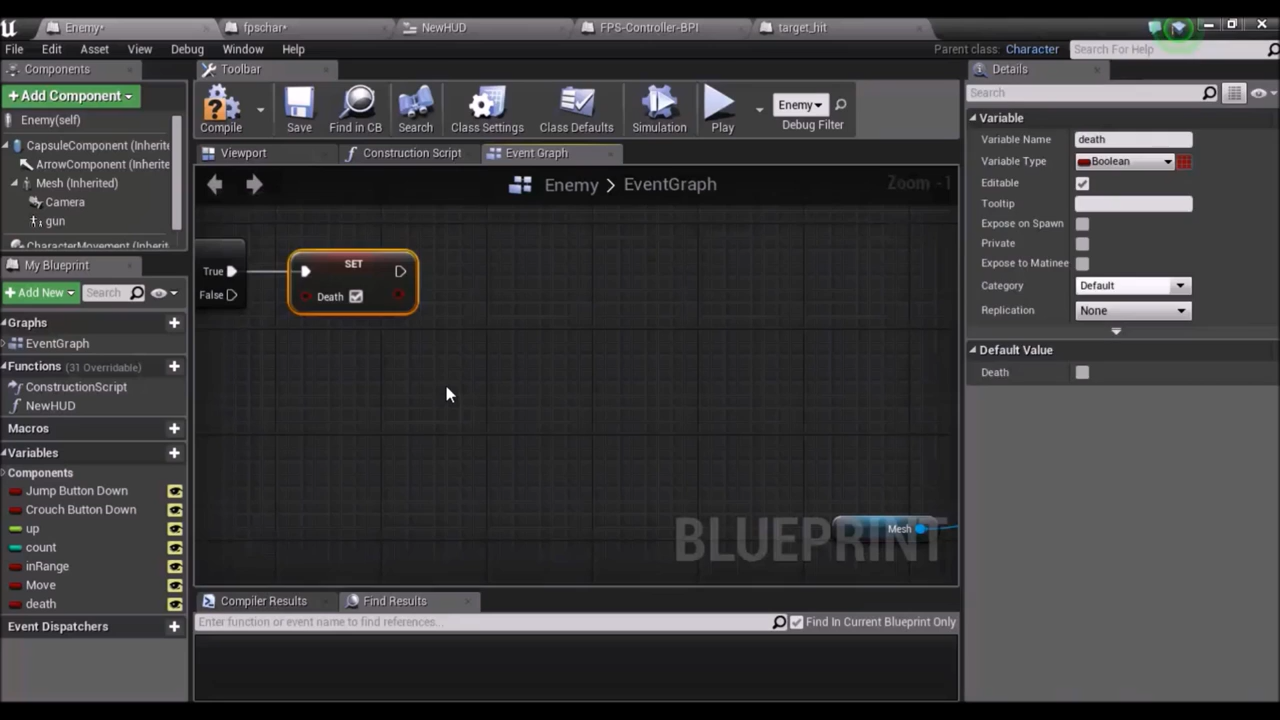 Enemy*
fpschar*
NewHUD
FPS-Controller-BPI
target_hit
File Edit Asset View Debug Window Help
Parent class: Character
Search For Help
Components
Toolbar
Details
+Add Component
Compile
Save
Find in CB
Search
Class Settings
Class Defaults
Simulation
Play
Enemy
Debug Filter
Search
Enemy(self)
CapsuleComponent (Inherite
ArrowComponent (Inherited
Mesh (Inherited)
Camera
gun
CharacterMovement (Inherit
Viewport
Construction Script
Event Graph
Enemy > EventGraph
Zoom -1
True
False
SET
Death
Mesh
BLUEPRINT
My Blueprint
+Add New
Search
Graphs
EventGraph
Functions (31 Overridable)
ConstructionScript
NewHUD
Macros
Variables
Components
Jump Button Down
Crouch Button Down
up
count
inRange
Move
death
Event Dispatchers
Variable
Variable Name death
Variable Type Boolean
Editable
Tooltip
Expose on Spawn
Private
Expose to Matinee
Category Default
Replication None
Default Value
Death
Compiler Results
Find Results
Enter function or event name to find references...
Find In Current Blueprint Only